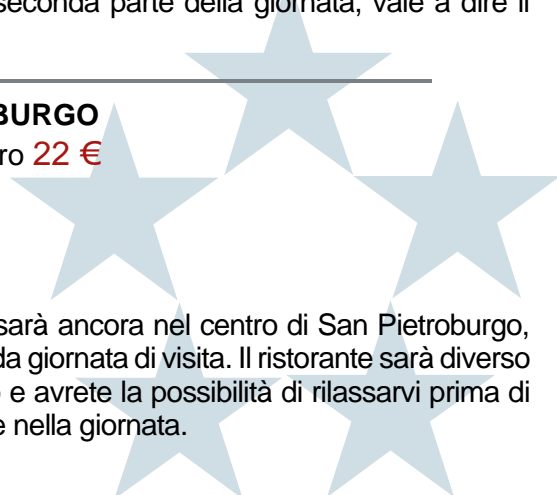 seconda parte della giornata, vale a dire il
BURGO
ro 22 €
sarà ancora nel centro di San Pietroburgo,
da giornata di visita. Il ristorante sarà diverso
e avrete la possibilità di rilassarvi prima di
e nella giornata.